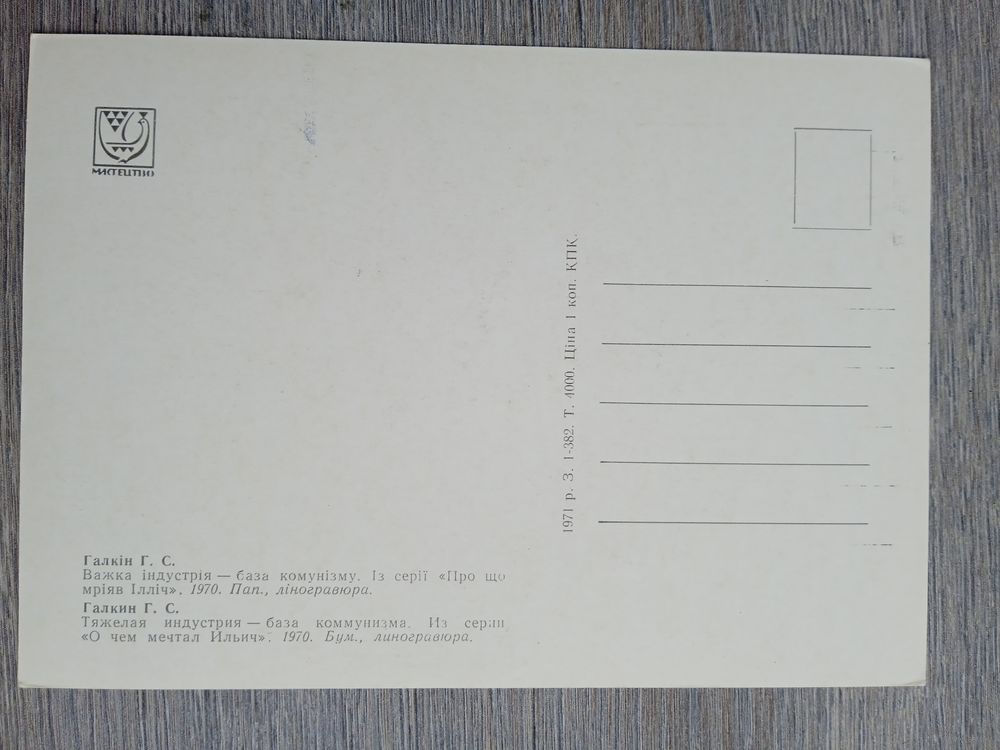 МИСТЕЦТВО
1971 р. З. 1-382. Т. 4000. Ціна 1 коп. КПК.
Галкін Г. С.
Важка індустрія — база комунізму. Із серії «Про що
мріяв Ілліч». 1970. Пап., ліногравюра.
Галкин Г. С.
Тяжелая индустрия — база коммунизма. Из серии
«О чем мечтал Ильич». 1970. Бум., линогравюра.